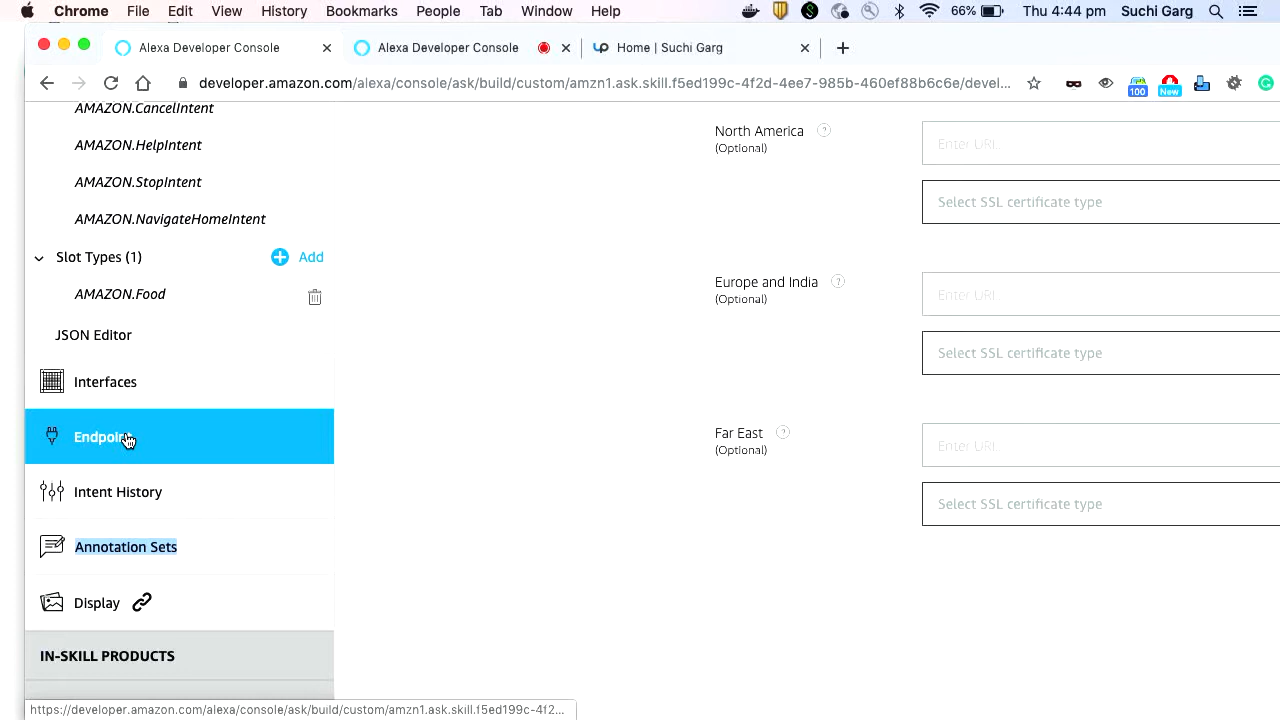 Chrome File Edit View History Bookmarks People Tab Window Help 66% Thu 4:44 pm Suchi Garg
Alexa Developer Console Alexa Developer Console Home | Suchi Garg
developer.amazon.com/alexa/console/ask/build/custom/amzn1.ask.skill.f5ed199c-4f2d-4ee7-985b-460ef88b6c6e/devel...
100 New
AMAZON.CancelIntent
AMAZON.HelpIntent
AMAZON.StopIntent
AMAZON.NavigateHomeIntent
Slot Types (1) Add
AMAZON.Food
JSON Editor
Interfaces
Endpoint
Intent History
Annotation Sets
Display
IN-SKILL PRODUCTS
North America ?
(Optional)
Enter URL.
Select SSL certificate type
Europe and India ?
(Optional)
Enter URL.
Select SSL certificate type
Far East ?
(Optional)
Enter URL.
Select SSL certificate type
https://developer.amazon.com/alexa/console/ask/build/custom/amzn1.ask.skill.f5ed199c-4f2...